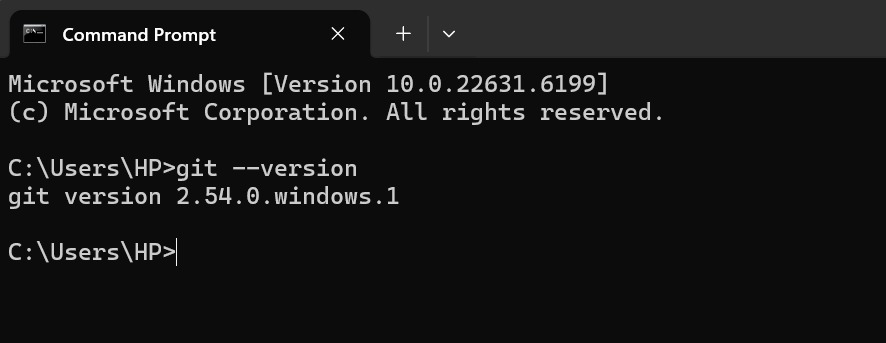 Command Prompt
Microsoft Windows [Version 10.0.22631.6199]
(c) Microsoft Corporation. All rights reserved.
C:\Users\HP>git --version
git version 2.54.0.windows.1
C:\Users\HP>